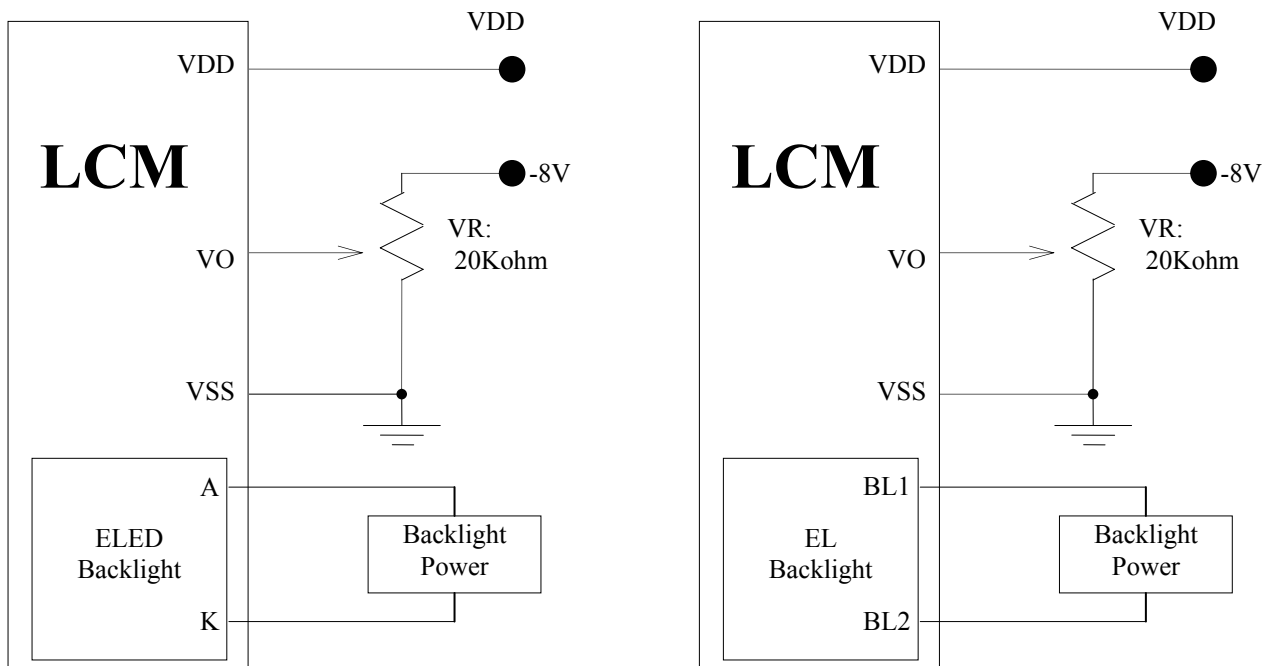 VDD
VDD
LCM
-8V
VR:
20Kohm
VO
VSS
A
ELED
Backlight
Backlight
Power
K
VDD
VDD
LCM
-8V
VR:
20Kohm
VO
VSS
BL1
EL
Backlight
Backlight
Power
BL2